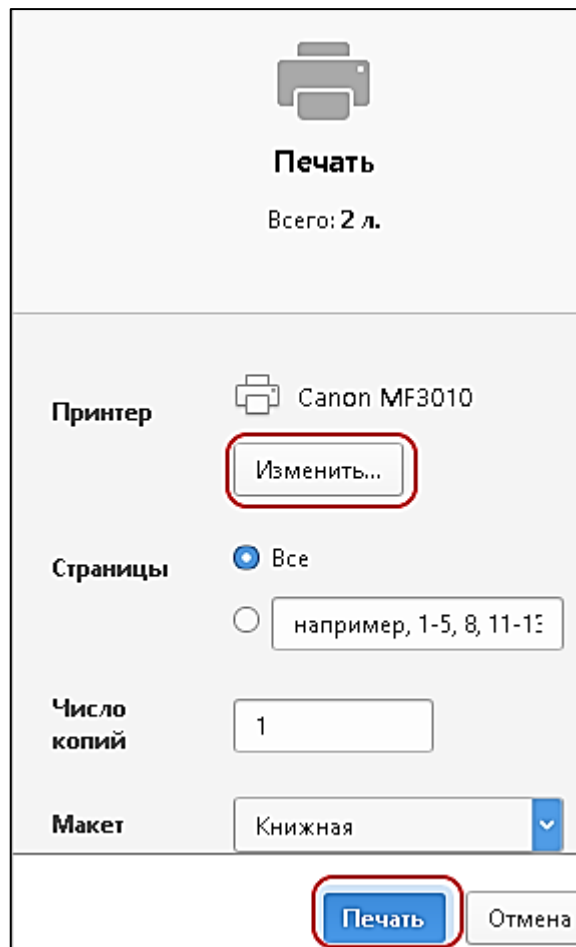 Печать
Всего: 2 л.
Принтер
Canon MF3010
Изменить...
Страницы
Все
например, 1-5, 8, 11-13
Число
копий
1
Макет
Книжная
Печать
Отмена